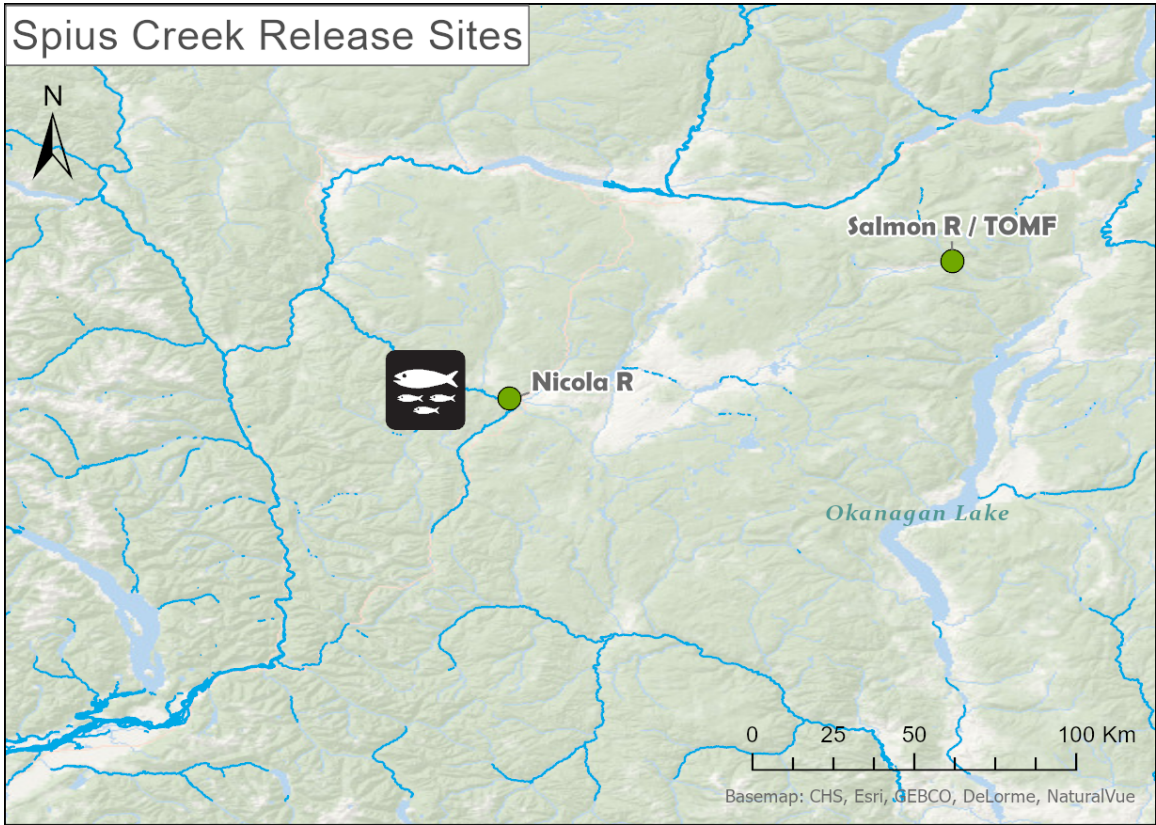 Spius Creek Release Sites
N
Salmon R / TOMF
Nicola R
Okanagan Lake
0 25 50 100 Km
Basemap: CHS, Esri, GEBCO, DeLorme, NaturalVue